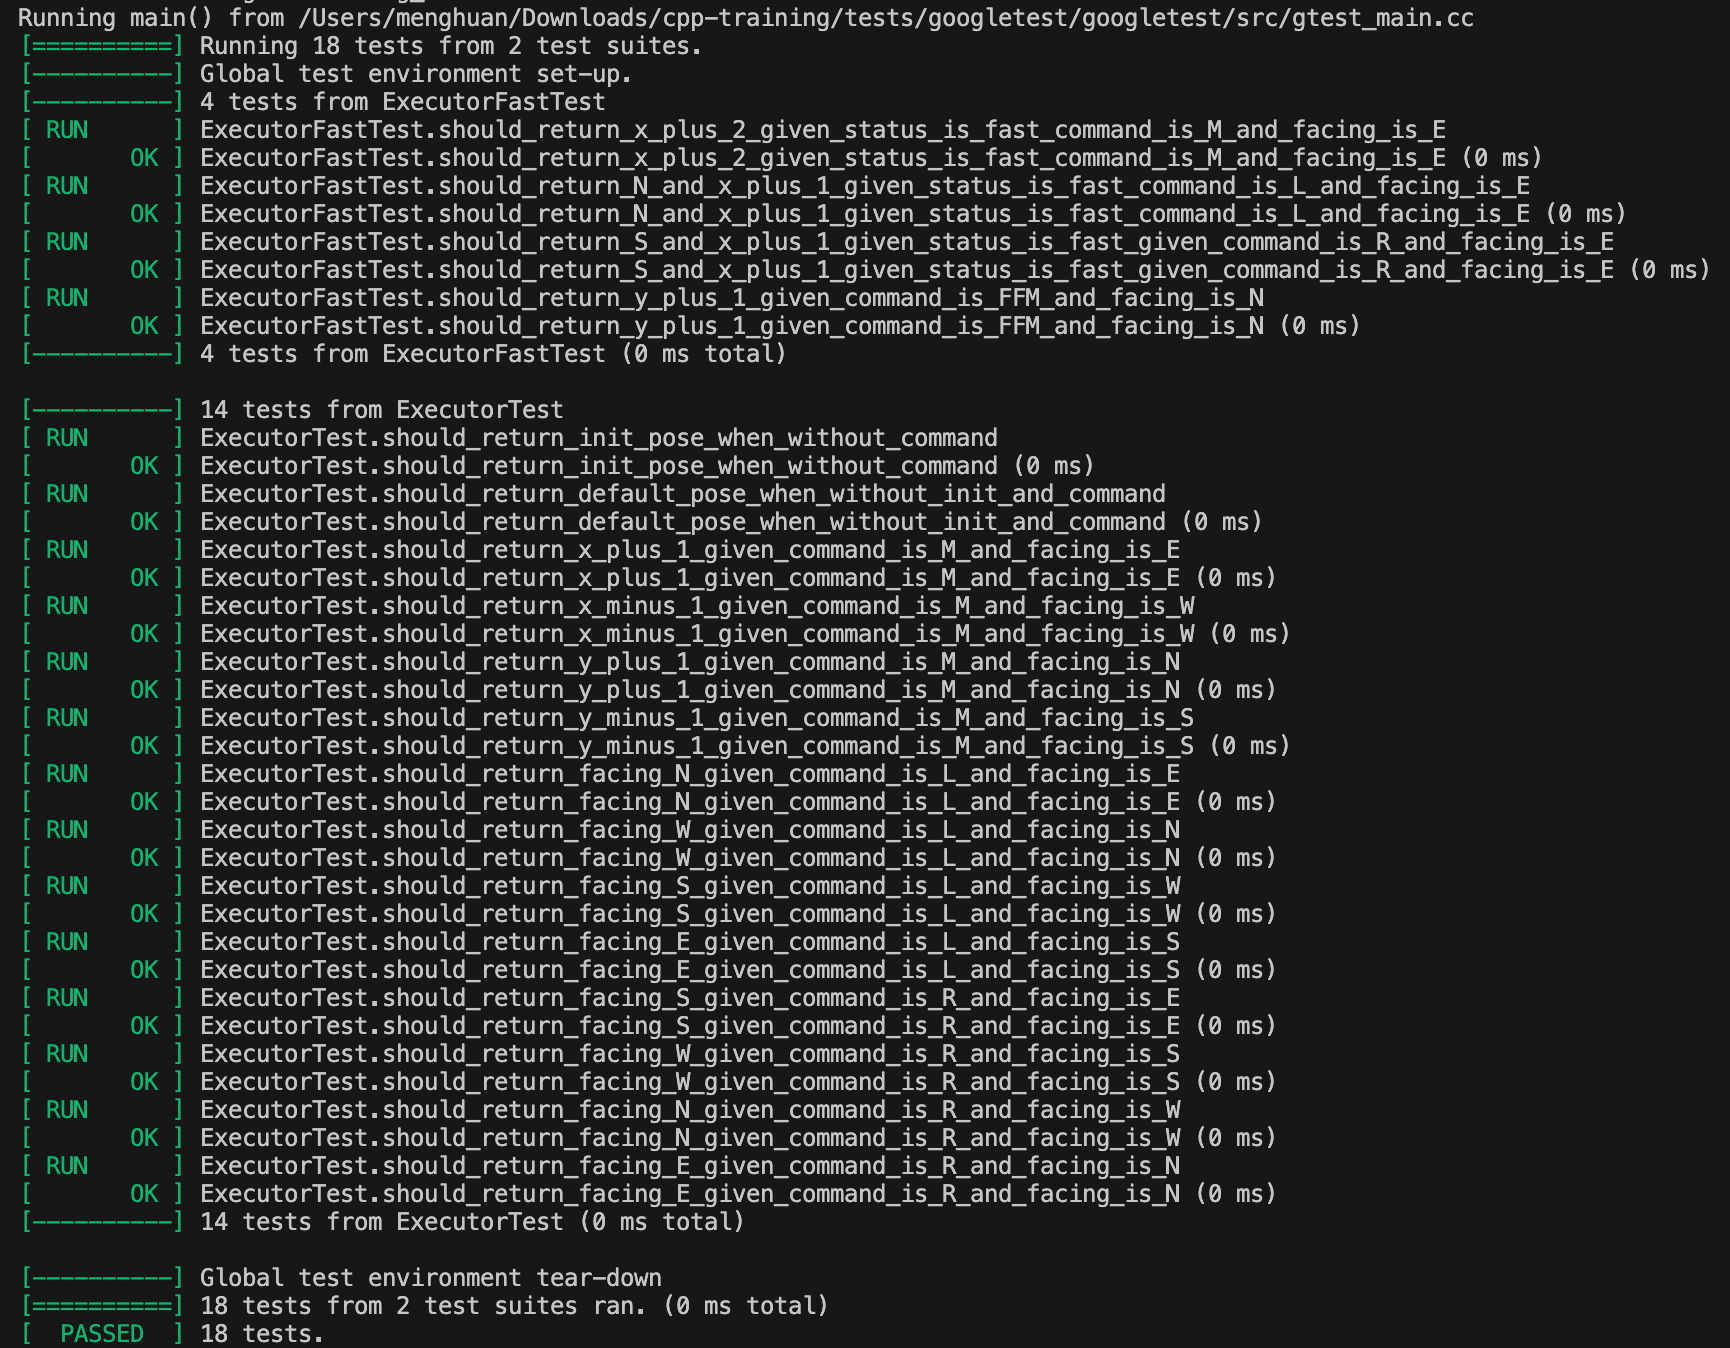 Running main() from /Users/menghuan/Downloads/cpp-training/tests/googletest/googletest/src/gtest_main.cc
[==========] Running 18 tests from 2 test suites.
[----------] Global test environment set-up.
[----------] 4 tests from ExecutorFastTest
[ RUN      ] ExecutorFastTest.should_return_x_plus_2_given_status_is_fast_command_is_M_and_facing_is_E
[       OK ] ExecutorFastTest.should_return_x_plus_2_given_status_is_fast_command_is_M_and_facing_is_E (0 ms)
[ RUN      ] ExecutorFastTest.should_return_N_and_x_plus_1_given_status_is_fast_command_is_L_and_facing_is_E
[       OK ] ExecutorFastTest.should_return_N_and_x_plus_1_given_status_is_fast_command_is_L_and_facing_is_E (0 ms)
[ RUN      ] ExecutorFastTest.should_return_S_and_x_plus_1_given_status_is_fast_given_command_is_R_and_facing_is_E
[       OK ] ExecutorFastTest.should_return_S_and_x_plus_1_given_status_is_fast_given_command_is_R_and_facing_is_E (0 ms)
[ RUN      ] ExecutorFastTest.should_return_y_plus_1_given_command_is_FFM_and_facing_is_N
[       OK ] ExecutorFastTest.should_return_y_plus_1_given_command_is_FFM_and_facing_is_N (0 ms)
[----------] 4 tests from ExecutorFastTest (0 ms total)
[----------] 14 tests from ExecutorTest
[ RUN      ] ExecutorTest.should_return_init_pose_when_without_command
[       OK ] ExecutorTest.should_return_init_pose_when_without_command (0 ms)
[ RUN      ] ExecutorTest.should_return_default_pose_when_without_init_and_command
[       OK ] ExecutorTest.should_return_default_pose_when_without_init_and_command (0 ms)
[ RUN      ] ExecutorTest.should_return_x_plus_1_given_command_is_M_and_facing_is_E
[       OK ] ExecutorTest.should_return_x_plus_1_given_command_is_M_and_facing_is_E (0 ms)
[ RUN      ] ExecutorTest.should_return_x_minus_1_given_command_is_M_and_facing_is_W
[       OK ] ExecutorTest.should_return_x_minus_1_given_command_is_M_and_facing_is_W (0 ms)
[ RUN      ] ExecutorTest.should_return_y_plus_1_given_command_is_M_and_facing_is_N
[       OK ] ExecutorTest.should_return_y_plus_1_given_command_is_M_and_facing_is_N (0 ms)
[ RUN      ] ExecutorTest.should_return_y_minus_1_given_command_is_M_and_facing_is_S
[       OK ] ExecutorTest.should_return_y_minus_1_given_command_is_M_and_facing_is_S (0 ms)
[ RUN      ] ExecutorTest.should_return_facing_N_given_command_is_L_and_facing_is_E
[       OK ] ExecutorTest.should_return_facing_N_given_command_is_L_and_facing_is_E (0 ms)
[ RUN      ] ExecutorTest.should_return_facing_W_given_command_is_L_and_facing_is_N
[       OK ] ExecutorTest.should_return_facing_W_given_command_is_L_and_facing_is_N (0 ms)
[ RUN      ] ExecutorTest.should_return_facing_S_given_command_is_L_and_facing_is_W
[       OK ] ExecutorTest.should_return_facing_S_given_command_is_L_and_facing_is_W (0 ms)
[ RUN      ] ExecutorTest.should_return_facing_E_given_command_is_L_and_facing_is_S
[       OK ] ExecutorTest.should_return_facing_E_given_command_is_L_and_facing_is_S (0 ms)
[ RUN      ] ExecutorTest.should_return_facing_S_given_command_is_R_and_facing_is_E
[       OK ] ExecutorTest.should_return_facing_S_given_command_is_R_and_facing_is_E (0 ms)
[ RUN      ] ExecutorTest.should_return_facing_W_given_command_is_R_and_facing_is_S
[       OK ] ExecutorTest.should_return_facing_W_given_command_is_R_and_facing_is_S (0 ms)
[ RUN      ] ExecutorTest.should_return_facing_N_given_command_is_R_and_facing_is_W
[       OK ] ExecutorTest.should_return_facing_N_given_command_is_R_and_facing_is_W (0 ms)
[ RUN      ] ExecutorTest.should_return_facing_E_given_command_is_R_and_facing_is_N
[       OK ] ExecutorTest.should_return_facing_E_given_command_is_R_and_facing_is_N (0 ms)
[----------] 14 tests from ExecutorTest (0 ms total)
[----------] Global test environment tear-down
[==========] 18 tests from 2 test suites ran. (0 ms total)
[  PASSED  ] 18 tests.